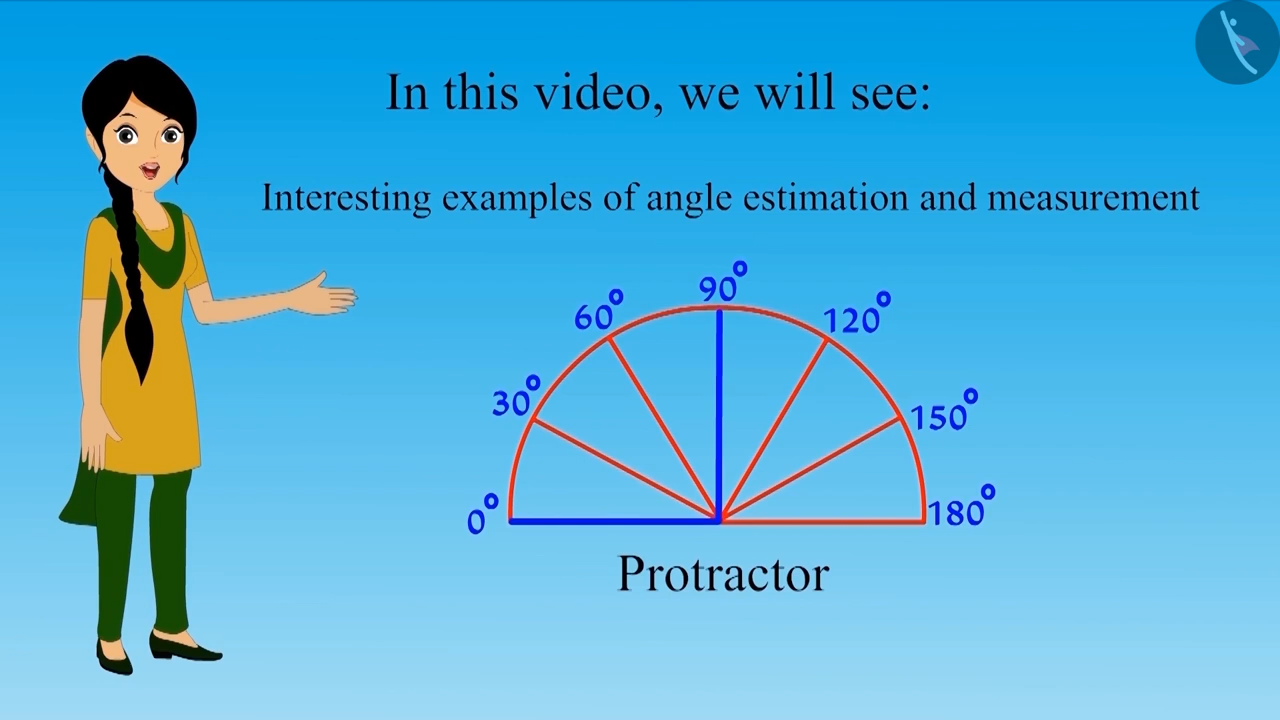 In this video, we will see:
Interesting examples of angle estimation and measurement
90°
60°
120°
30°
150°
0°
180°
Protractor